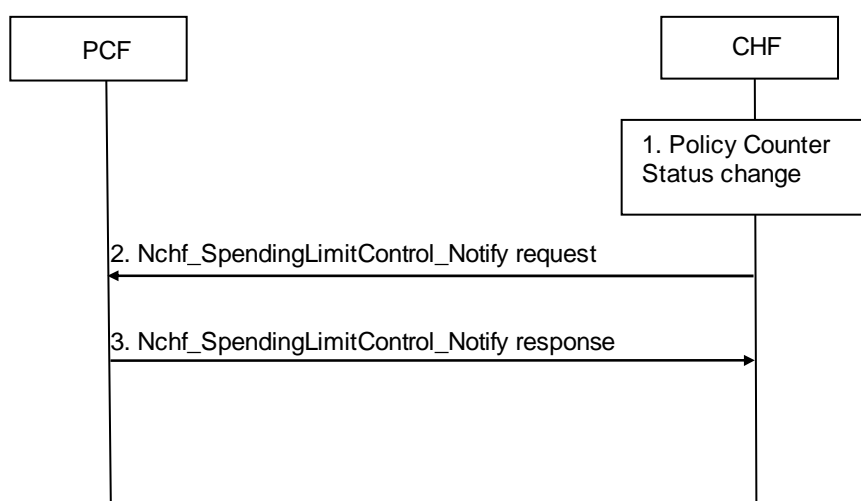 PCF
CHF
1. Policy Counter
Status change
2. Nchf_SpendingLimitControl_Notify request
3. Nchf_SpendingLimitControl_Notify response